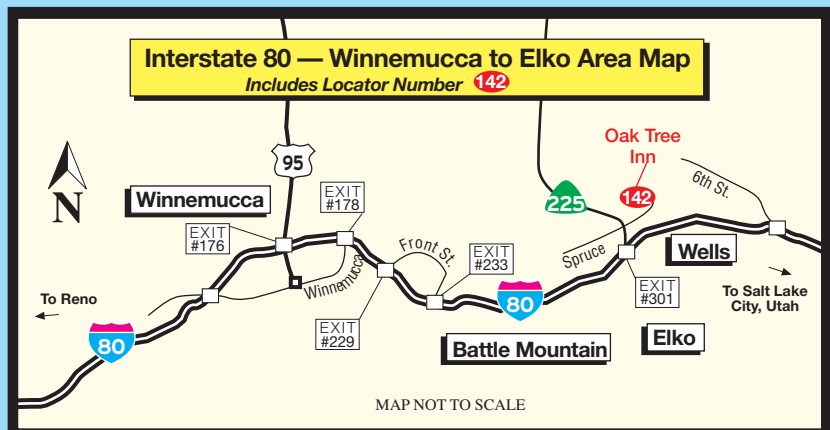 Interstate 80 — Winnemucca to Elko Area Map
Includes Locator Number 142
Oak Tree
Inn
142
95
225
6th St.
Winnemucca
EXIT
#178
EXIT
#176
Front St.
EXIT
#233
Spruce
Wells
Winnemucca
EXIT
#301
To Reno
To Salt Lake
City, Utah
80
80
EXIT
#229
Battle Mountain
Elko
N
MAP NOT TO SCALE